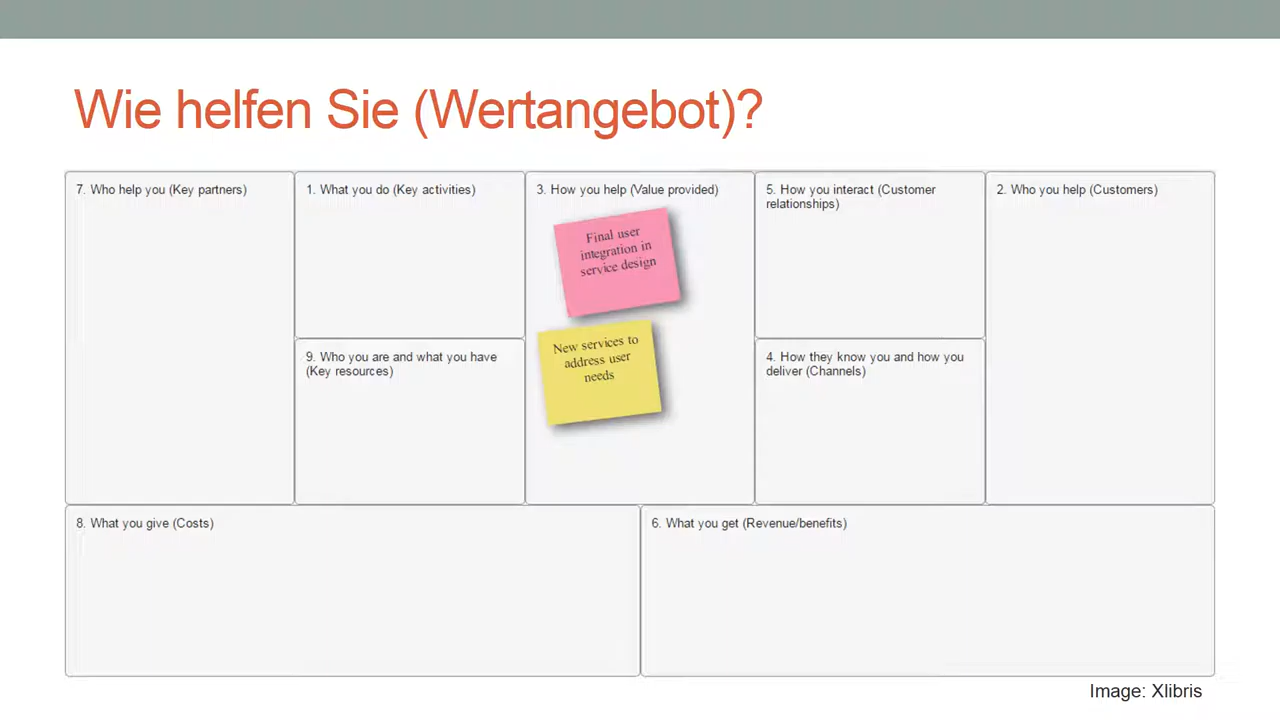 Wie helfen Sie (Wertangebot)?
7. Who help you (Key partners)
1. What you do (Key activities)
3. How you help (Value provided)
Final user
integration in
service design
New services to
address user
needs
5. How you interact (Customer
relationships)
2. Who you help (Customers)
9. Who you are and what you have
(Key resources)
4. How they know you and how you
deliver (Channels)
8. What you give (Costs)
6. What you get (Revenue/benefits)
Image: Xlibris